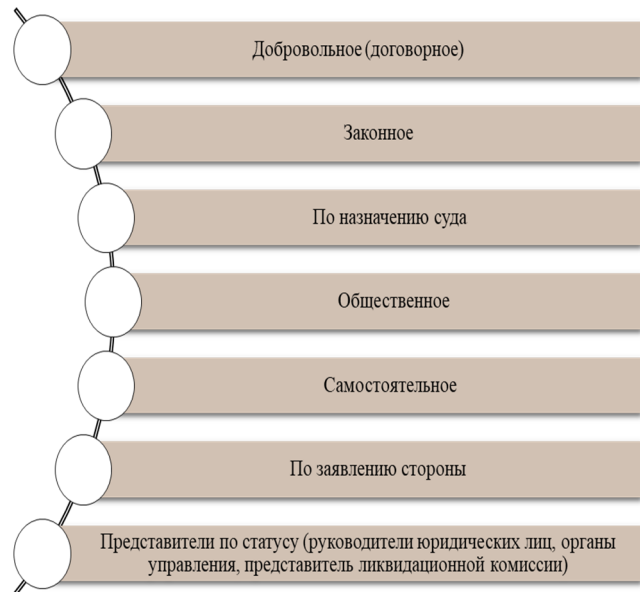 Добровольное (договорное)
Законное
По назначению суда
Общественное
Самостоятельное
По заявлению стороны
Представители по статусу (руководители юридических лиц, органы
управления, представитель ликвидационной комиссии)